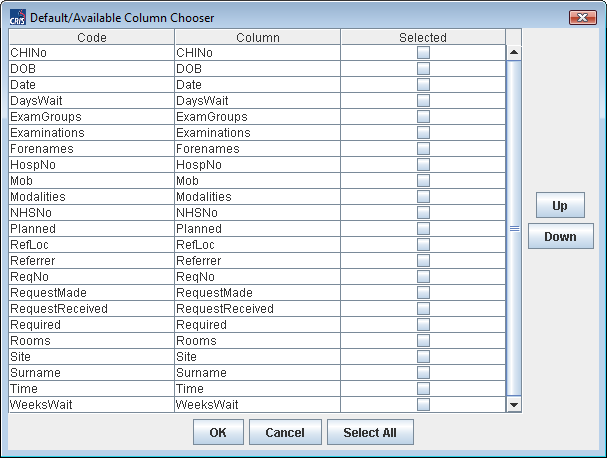 CRIS Default/Available Column Chooser
Code Column Selected
CHINo CHINo
DOB DOB
Date Date
DaysWait DaysWait
ExamGroups ExamGroups
Examinations Examinations
Forenames Forenames
HospNo HospNo
Mob Mob
Modalities Modalities
NHSNo NHSNo
Planned Planned
RefLoc RefLoc
Referrer Referrer
ReqNo ReqNo
RequestMade RequestMade
RequestReceived RequestReceived
Required Required
Rooms Rooms
Site Site
Surname Surname
Time Time
WeeksWait WeeksWait
Up
Down
OK Cancel Select All